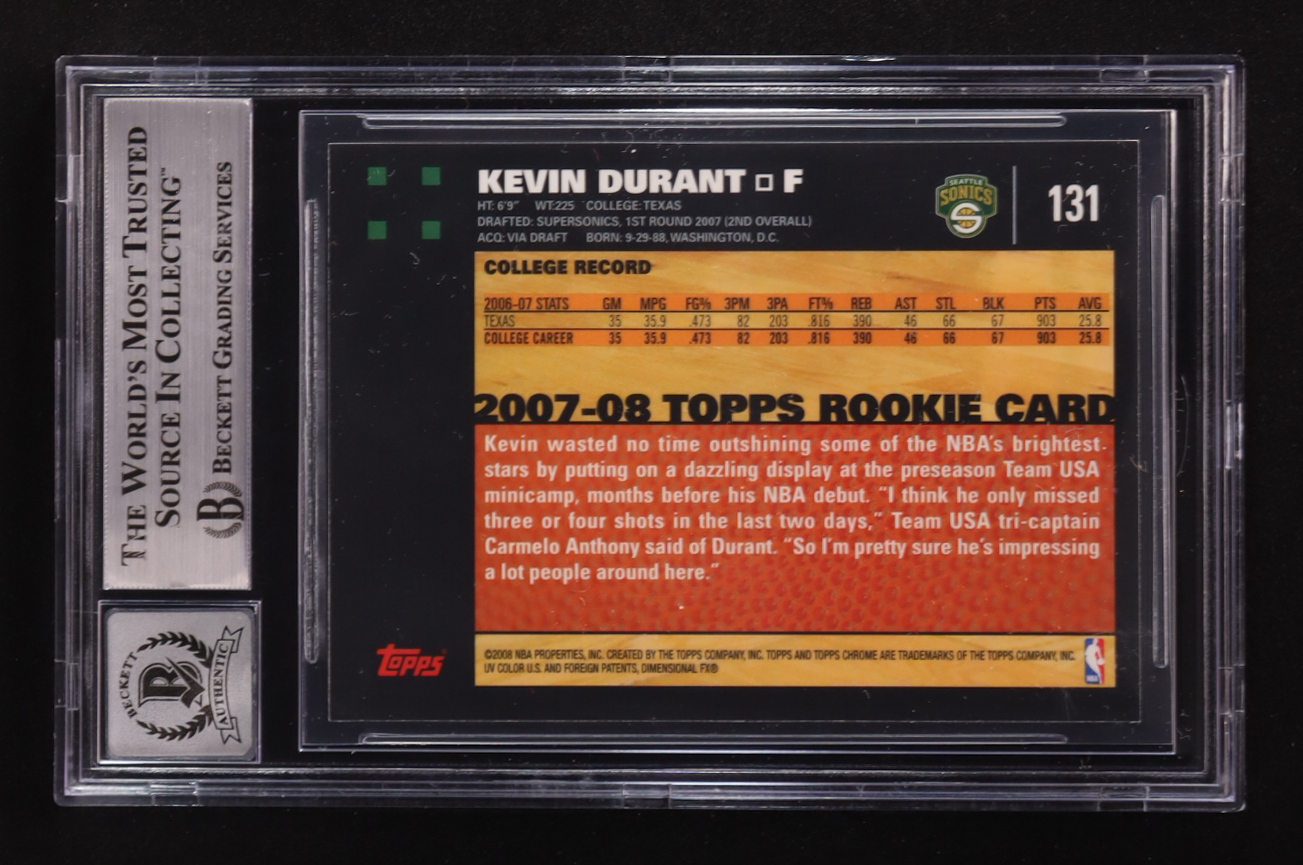 THE WORLD'S MOST TRUSTED
SOURCE IN COLLECTING™
B BECKETT GRADING SERVICES
BECKETT
B
AUTHENTIC
KEVIN DURANT □ F
HT: 6'9" WT:225 COLLEGE: TEXAS
DRAFTED: SUPERSONICS, 1ST ROUND 2007 (2ND OVERALL)
ACQ: VIA DRAFT BORN: 9-29-88, WASHINGTON, D.C.
SEATTLE
SONICS
S
131
COLLEGE RECORD
2006-07 STATS GM MPG FG% 3PM 3PA FT% REB AST STL BLK PTS AVG
TEXAS 35 35.9 .473 82 203 .816 390 46 66 67 903 25.8
COLLEGE CAREER 35 35.9 .473 82 203 .816 390 46 66 67 903 25.8
2007-08 TOPPS ROOKIE CARD
Kevin wasted no time outshining some of the NBA's brightest
stars by putting on a dazzling display at the preseason Team USA
minicamp, months before his NBA debut. "I think he only missed
three or four shots in the last two days," Team USA tri-captain
Carmelo Anthony said of Durant. "So I'm pretty sure he's impressing
a lot people around here."
topps
©2008 NBA PROPERTIES, INC. CREATED BY THE TOPPS COMPANY, INC. TOPPS AND TOPPS CHROME ARE TRADEMARKS OF THE TOPPS COMPANY, INC.
UV COLOR U.S. AND FOREIGN PATENTS, DIMENSIONAL FX®
NBA